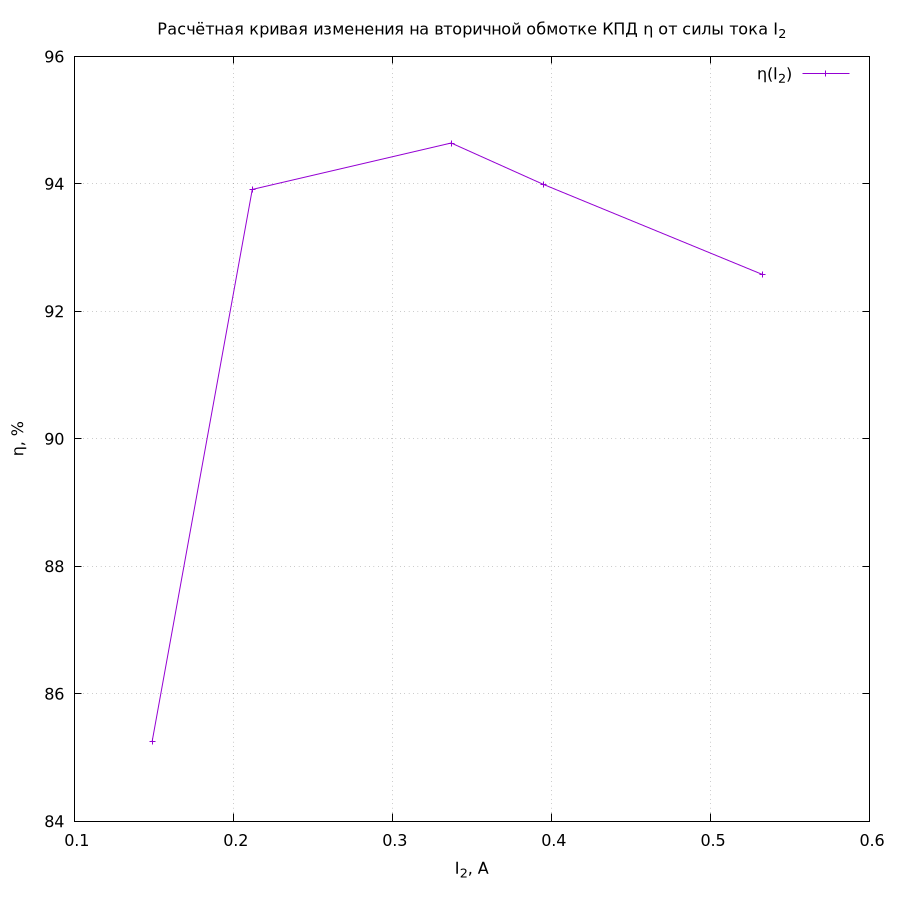 Расчётная кривая изменения на вторичной обмотке КПД η от силы тока I₂
96
η(I₂)
94
92
90
88
86
84
η, %
0.1 0.2 0.3 0.4 0.5 0.6
I₂, А